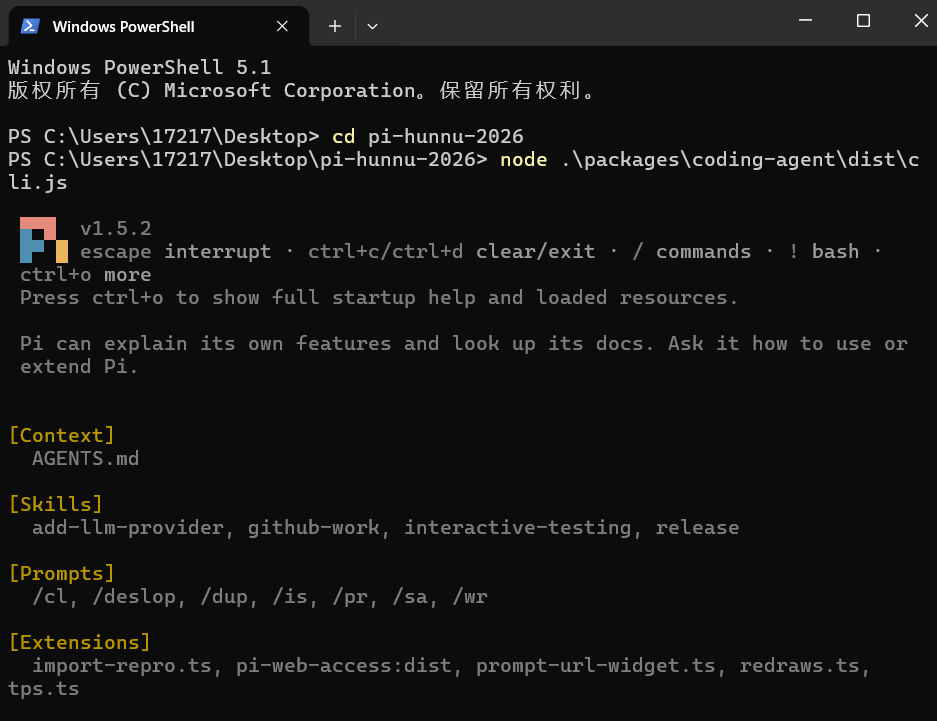 Windows PowerShell
Windows PowerShell 5.1
版权所有 (C) Microsoft Corporation。保留所有权利。
PS C:\Users\17217\Desktop> cd pi-hunnu-2026
PS C:\Users\17217\Desktop\pi-hunnu-2026> node .\packages\coding-agent\dist\c
li.js
v1.5.2
escape interrupt · ctrl+c/ctrl+d clear/exit · / commands · ! bash ·
ctrl+o more
Press ctrl+o to show full startup help and loaded resources.
Pi can explain its own features and look up its docs. Ask it how to use or
extend Pi.
[Context]
AGENTS.md
[Skills]
add-llm-provider, github-work, interactive-testing, release
[Prompts]
/cl, /deslop, /dup, /is, /pr, /sa, /wr
[Extensions]
import-repro.ts, pi-web-access:dist, prompt-url-widget.ts, redraws.ts,
tps.ts